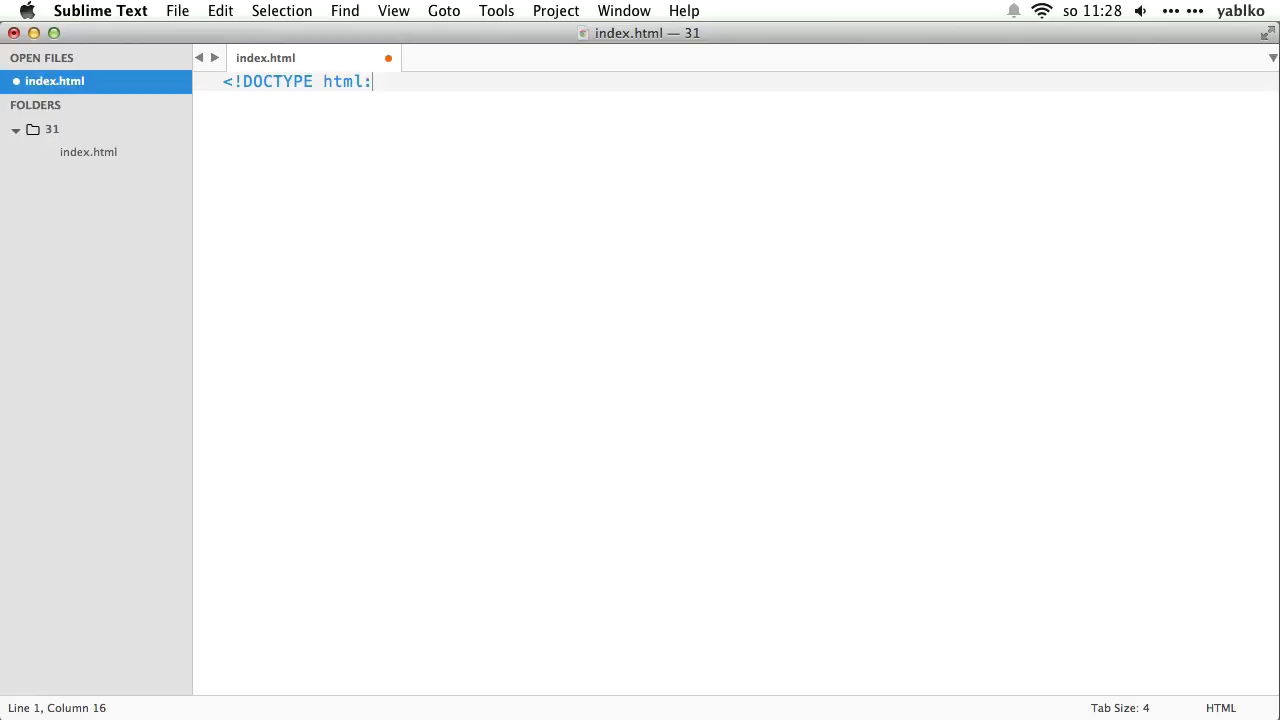 Sublime Text File Edit Selection Find View Goto Tools Project Window Help so 11:28 yablko
index.html — 31
OPEN FILES
index.html
FOLDERS
31
index.html
index.html
<!DOCTYPE html:
Line 1, Column 16 Tab Size: 4 HTML